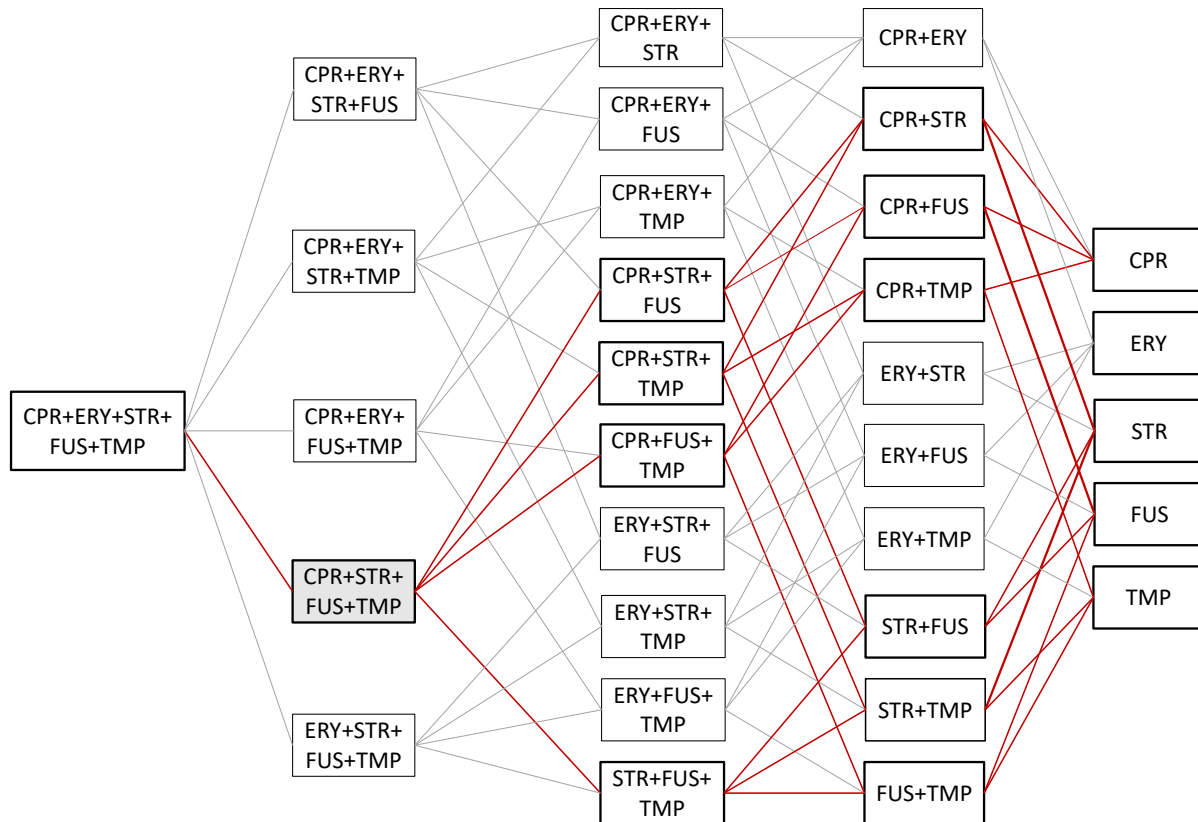 CPR+ERY+STR+
FUS+TMP
CPR+ERY+
STR+FUS
CPR+ERY+
STR+TMP
CPR+ERY+
FUS+TMP
CPR+STR+
FUS+TMP
ERY+STR+
FUS+TMP
CPR+ERY+
STR
CPR+ERY+
FUS
CPR+ERY+
TMP
CPR+STR+
FUS
CPR+STR+
TMP
CPR+FUS+
TMP
ERY+STR+
FUS
ERY+STR+
TMP
ERY+FUS+
TMP
STR+FUS+
TMP
CPR+ERY
CPR+STR
CPR+FUS
CPR+TMP
ERY+STR
ERY+FUS
ERY+TMP
STR+FUS
STR+TMP
FUS+TMP
CPR
ERY
STR
FUS
TMP